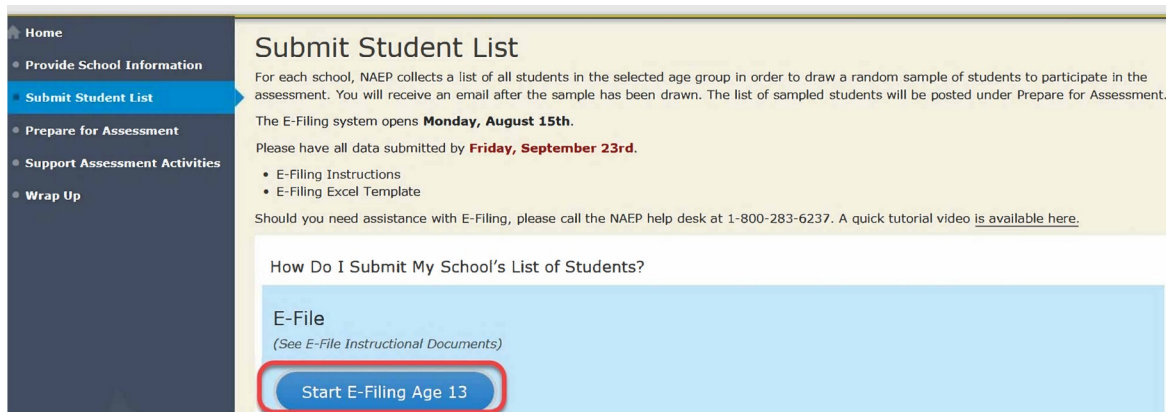 Home
Provide School Information
Submit Student List
Prepare for Assessment
Support Assessment Activities
Wrap Up
Submit Student List
For each school, NAEP collects a list of all students in the selected age group in order to draw a random sample of students to participate in the
assessment. You will receive an email after the sample has been drawn. The list of sampled students will be posted under Prepare for Assessment.
The E-Filing system opens Monday, August 15th.
Please have all data submitted by Friday, September 23rd.
• E-Filing Instructions
• E-Filing Excel Template
Should you need assistance with E-Filing, please call the NAEP help desk at 1-800-283-6237. A quick tutorial video is available here.
How Do I Submit My School's List of Students?
E-File
(See E-File Instructional Documents)
Start E-Filing Age 13